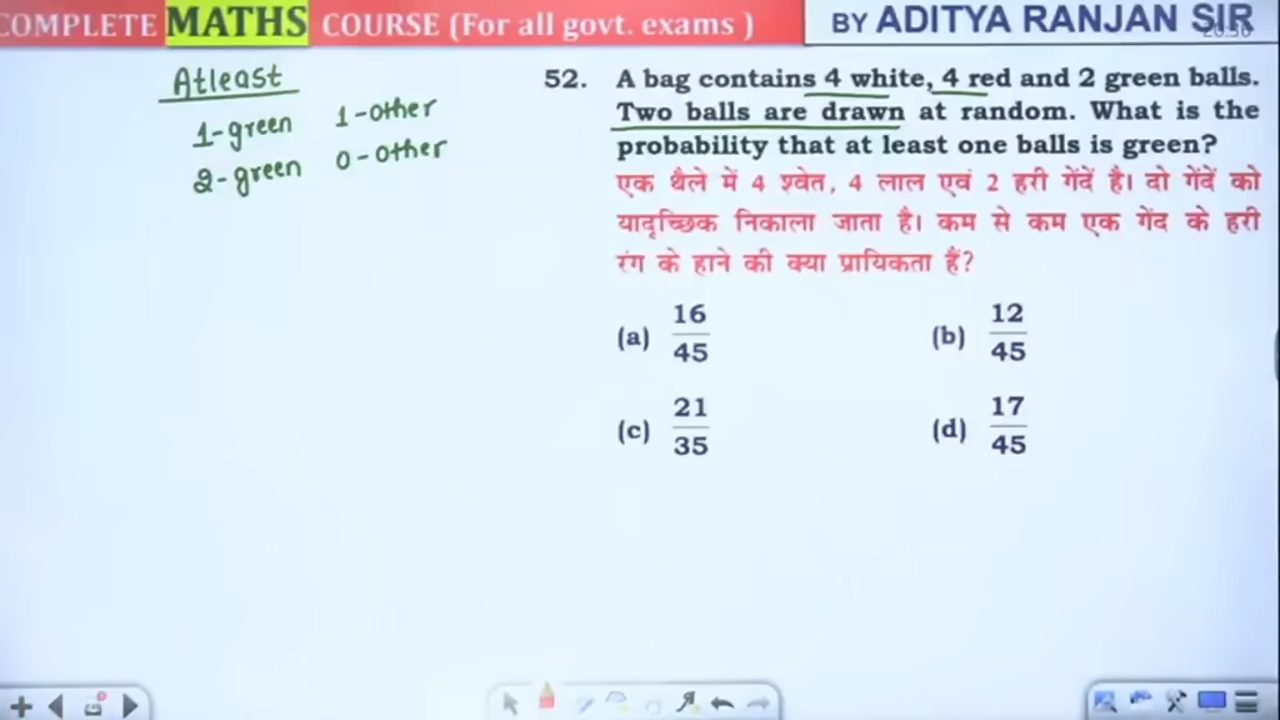 COMPLETE MATHS COURSE (For all govt. exams )
BY ADITYA RANJAN SIR
Atleast
1-green 1-other
2-green 0-other
52. A bag contains 4 white, 4 red and 2 green balls.
Two balls are drawn at random. What is the
probability that at least one balls is green?
एक थैले में 4 श्वेत, 4 लाल एवं 2 हरी गेंदें है। दो गेंदें को
यादृच्छिक निकाला जाता है। कम से कम एक गेंद के हरी
रंग के हाने की क्या प्रायिकता हैं?
(a) 16/45 (b) 12/45
(c) 21/35 (d) 17/45